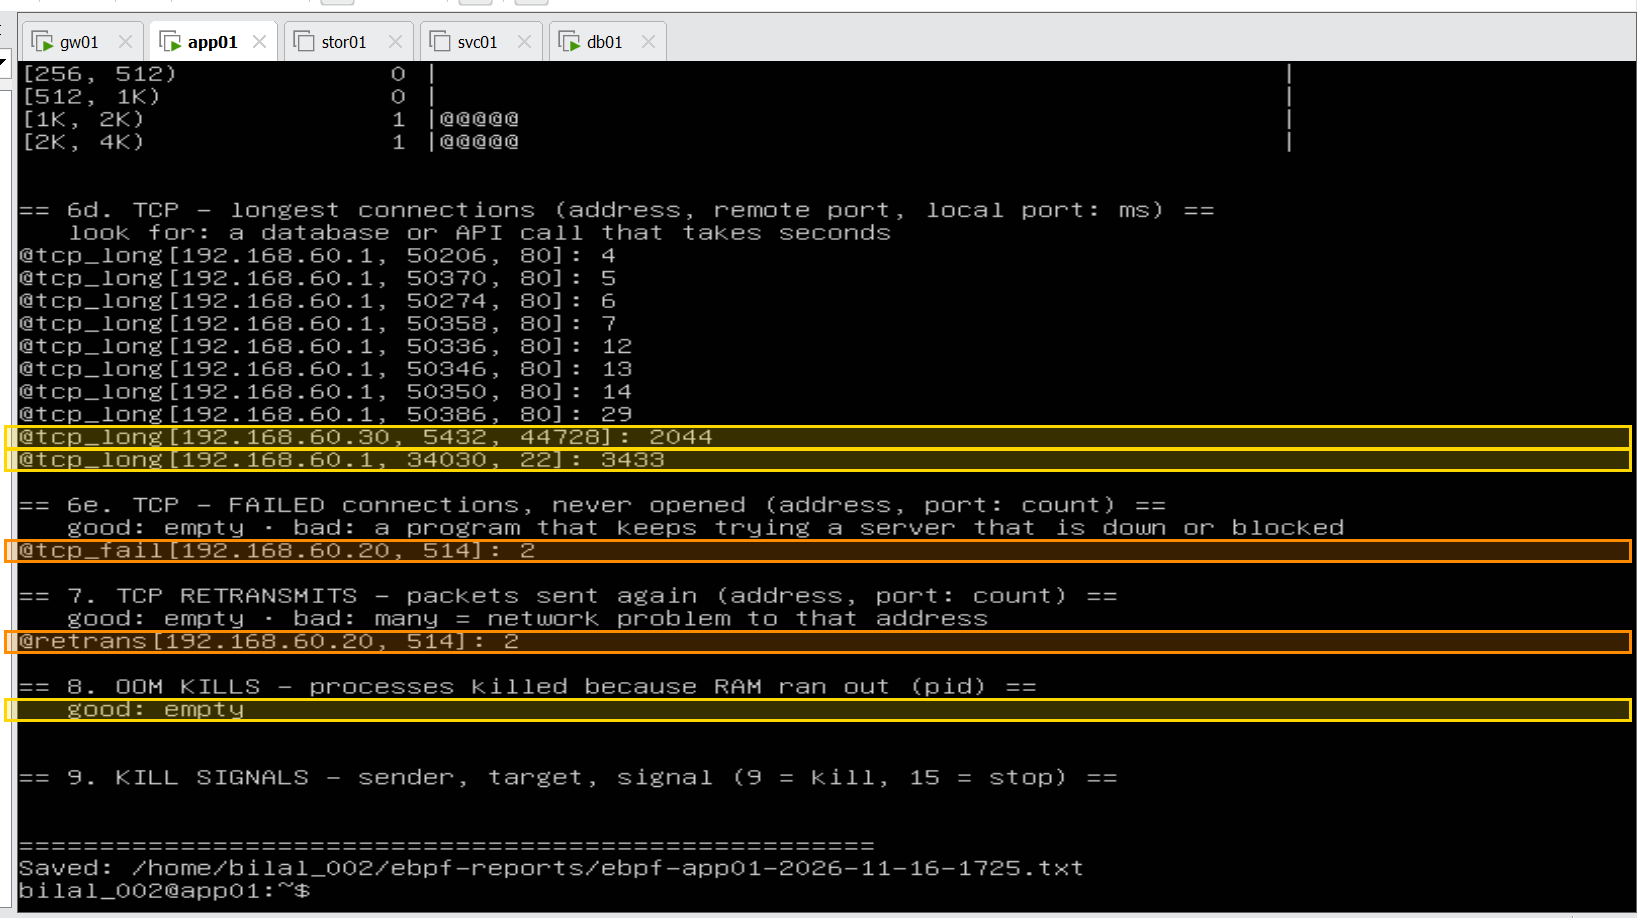 gw01 app01 stor01 svc01 db01
[256, 512) 0 | |
[512, 1K) 0 | |
[1K, 2K) 1 |@@@@@ |
[2K, 4K) 1 |@@@@@ |
== 6d. TCP - longest connections (address, remote port, local port: ms) ==
look for: a database or API call that takes seconds
@tcp_long[192.168.60.1, 50206, 80]: 4
@tcp_long[192.168.60.1, 50370, 80]: 5
@tcp_long[192.168.60.1, 50274, 80]: 6
@tcp_long[192.168.60.1, 50358, 80]: 7
@tcp_long[192.168.60.1, 50336, 80]: 12
@tcp_long[192.168.60.1, 50346, 80]: 13
@tcp_long[192.168.60.1, 50350, 80]: 14
@tcp_long[192.168.60.1, 50386, 80]: 29
@tcp_long[192.168.60.30, 5432, 44728]: 2044
@tcp_long[192.168.60.1, 34030, 22]: 3433
== 6e. TCP - FAILED connections, never opened (address, port: count) ==
good: empty · bad: a program that keeps trying a server that is down or blocked
@tcp_fail[192.168.60.20, 514]: 2
== 7. TCP RETRANSMITS - packets sent again (address, port: count) ==
good: empty · bad: many = network problem to that address
@retrans[192.168.60.20, 514]: 2
== 8. OOM KILLS - processes killed because RAM ran out (pid) ==
good: empty
== 9. KILL SIGNALS - sender, target, signal (9 = kill, 15 = stop) ==
=====================================================
Saved: /home/bilal_002/ebpf-reports/ebpf-app01-2026-11-16-1725.txt
bilal_002@app01:~$